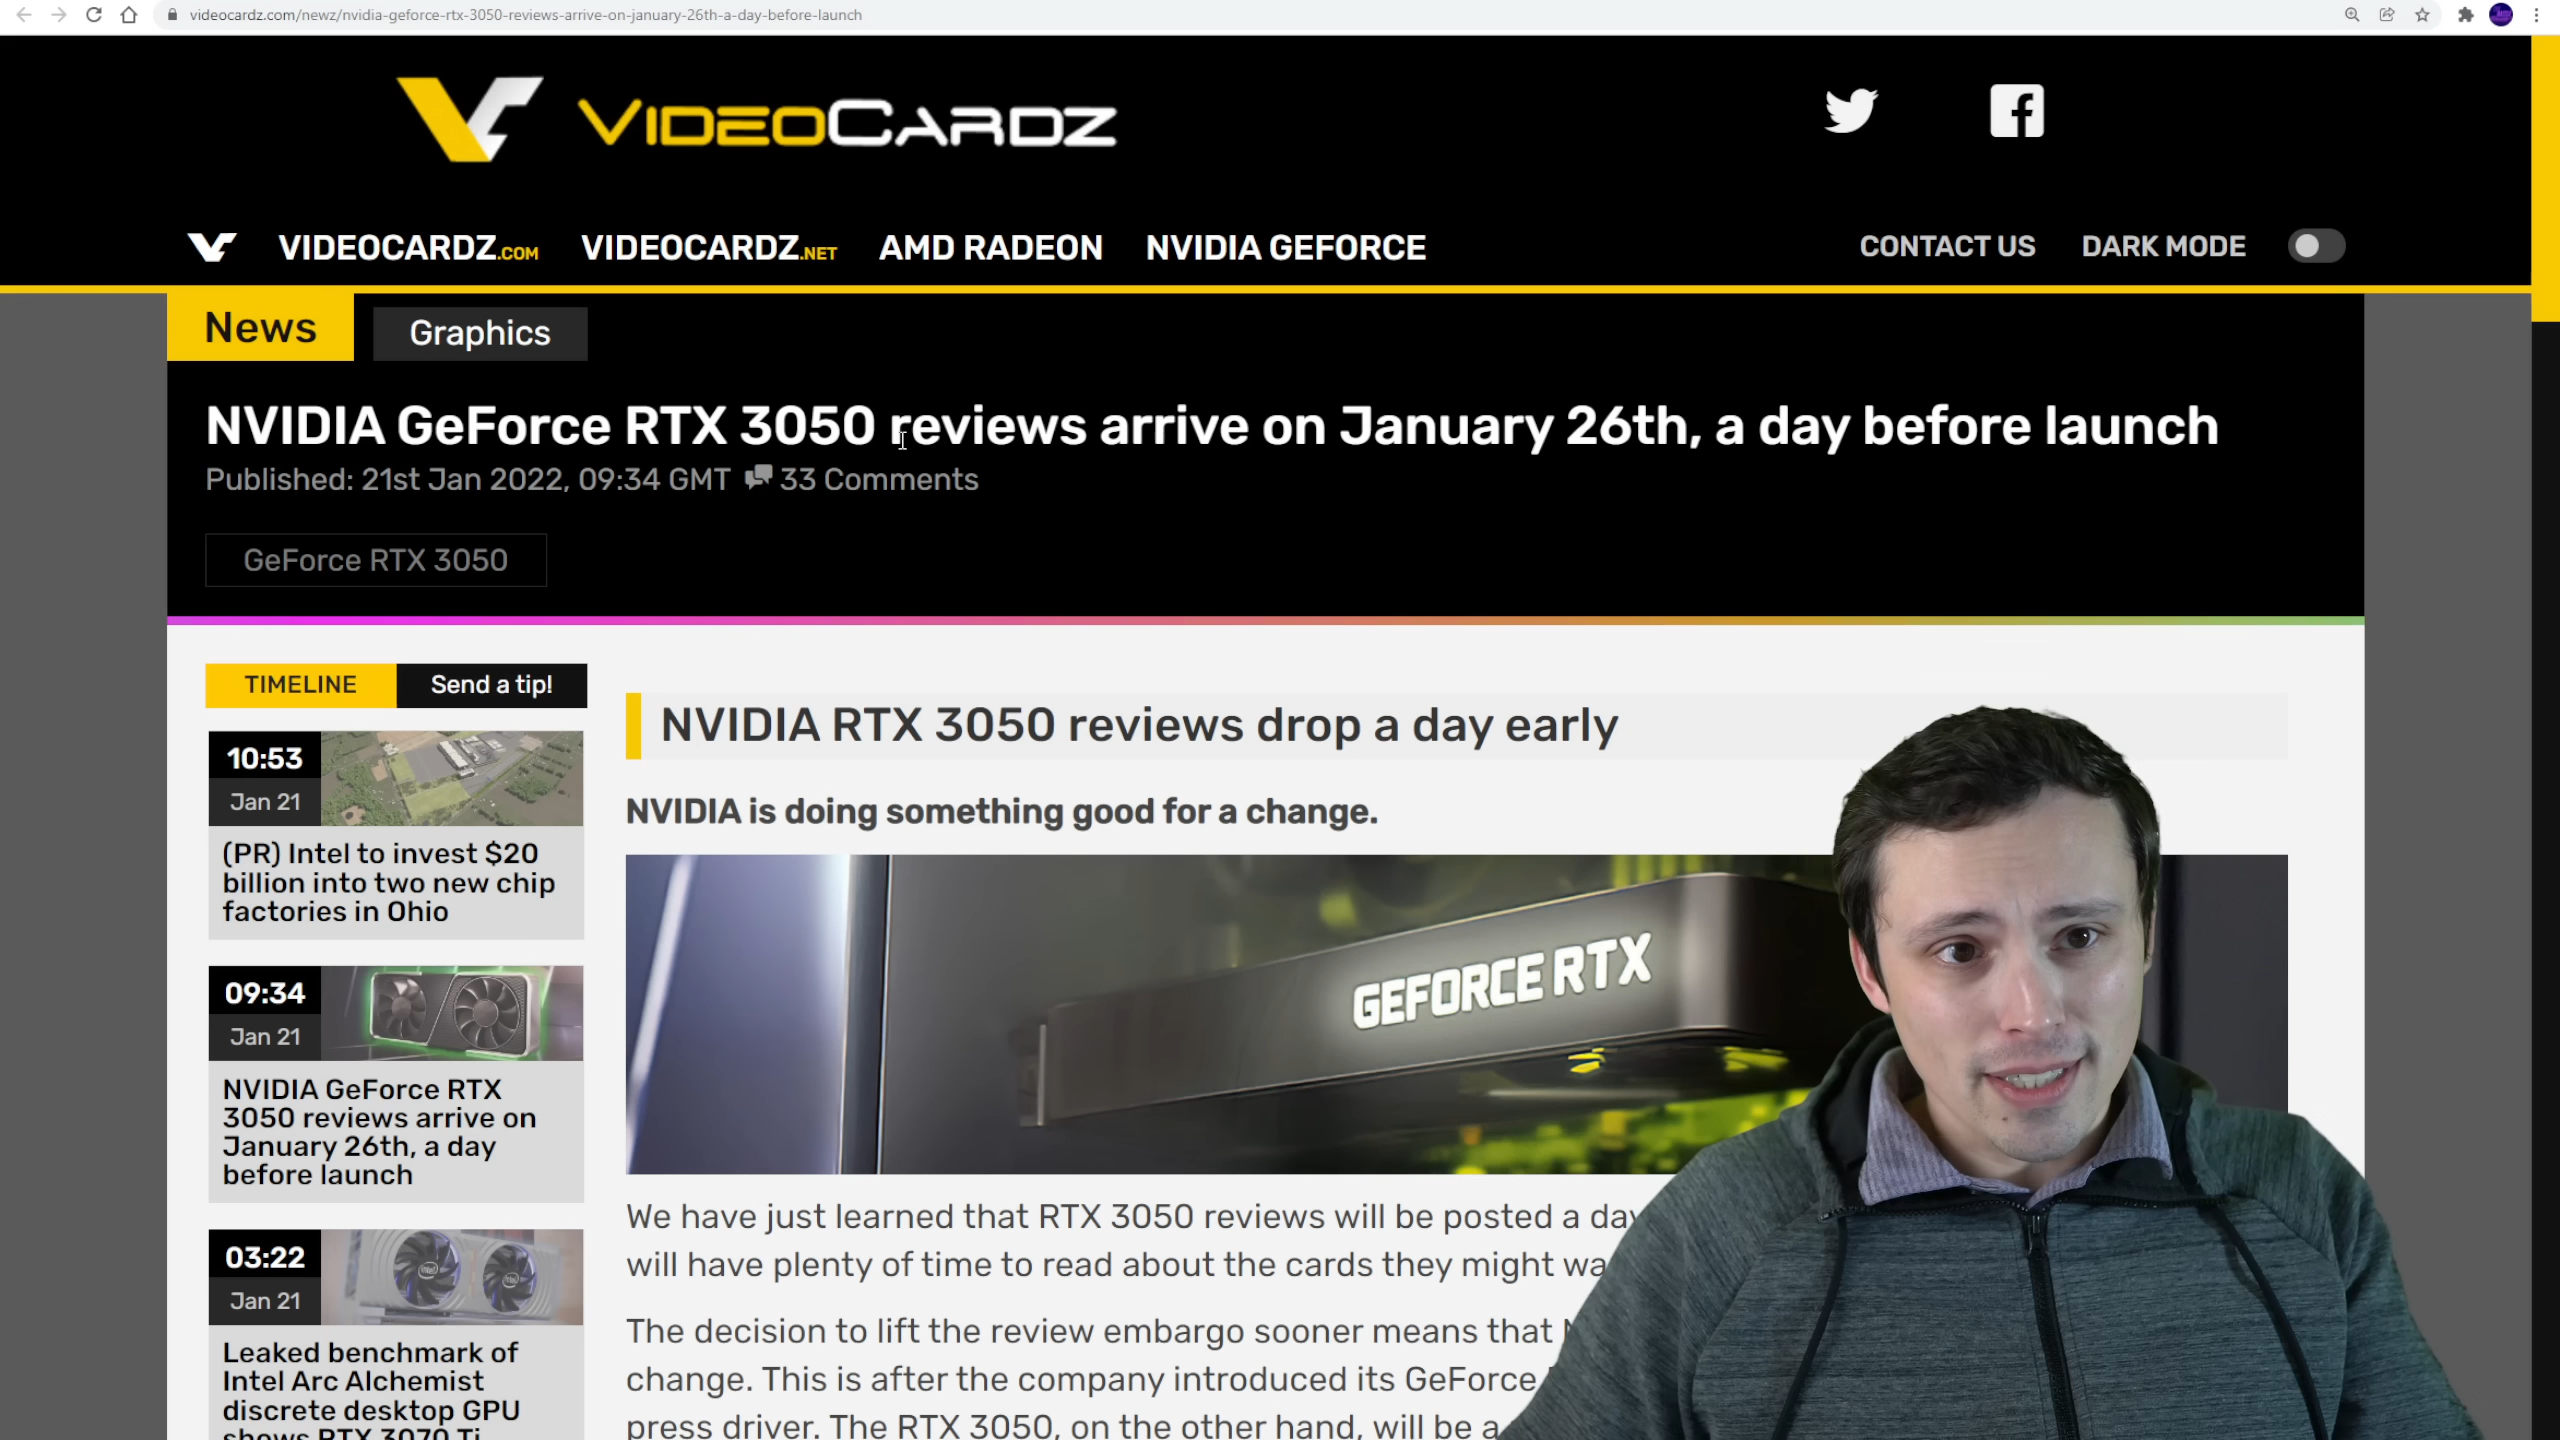 videocardz.com/newz/nvidia-geforce-rtx-3050-reviews-arrive-on-january-26th-a-day-before-launch
VIDEOCARDZ
VIDEOCARDZ.COM VIDEOCARDZ.NET AMD RADEON NVIDIA GEFORCE CONTACT US DARK MODE
News Graphics
NVIDIA GeForce RTX 3050 reviews arrive on January 26th, a day before launch
Published: 21st Jan 2022, 09:34 GMT 33 Comments
GeForce RTX 3050
TIMELINE Send a tip!
10:53
Jan 21
(PR) Intel to invest $20
billion into two new chip
factories in Ohio
09:34
Jan 21
NVIDIA GeForce RTX
3050 reviews arrive on
January 26th, a day
before launch
03:22
Jan 21
intel intel
Leaked benchmark of
Intel Arc Alchemist
discrete desktop GPU
shows RTX 3070 Ti
NVIDIA RTX 3050 reviews drop a day early
NVIDIA is doing something good for a change.
GEFORCE RTX
We have just learned that RTX 3050 reviews will be posted a day
will have plenty of time to read about the cards they might
The decision to lift the review embargo sooner means that
change. This is after the company introduced its GeForce
press driver. The RTX 3050, on the other hand, will be a